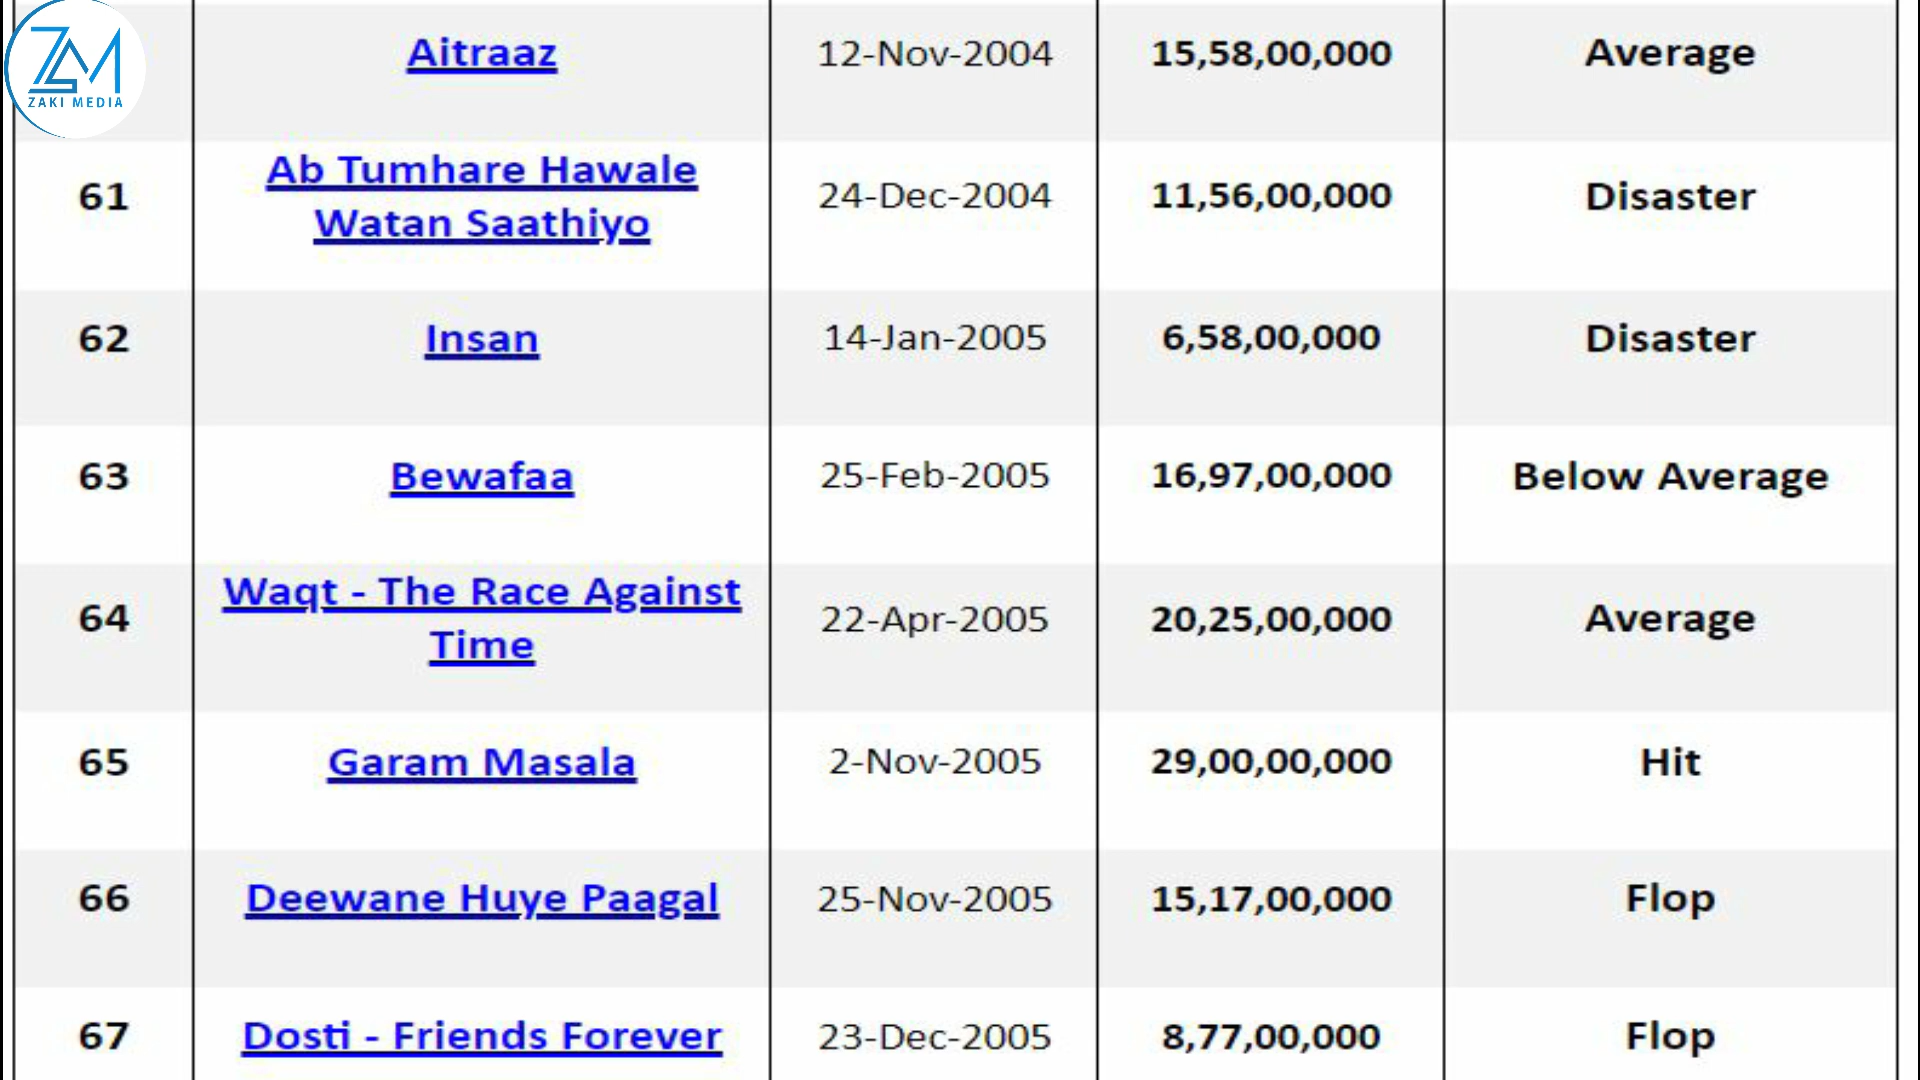 ZM
ZAKI MEDIA
Aitraaz 12-Nov-2004 15,58,00,000 Average
61 Ab Tumhare Hawale Watan Saathiyo 24-Dec-2004 11,56,00,000 Disaster
62 Insan 14-Jan-2005 6,58,00,000 Disaster
63 Bewafaa 25-Feb-2005 16,97,00,000 Below Average
64 Waqt - The Race Against Time 22-Apr-2005 20,25,00,000 Average
65 Garam Masala 2-Nov-2005 29,00,00,000 Hit
66 Deewane Huye Paagal 25-Nov-2005 15,17,00,000 Flop
67 Dosti - Friends Forever 23-Dec-2005 8,77,00,000 Flop